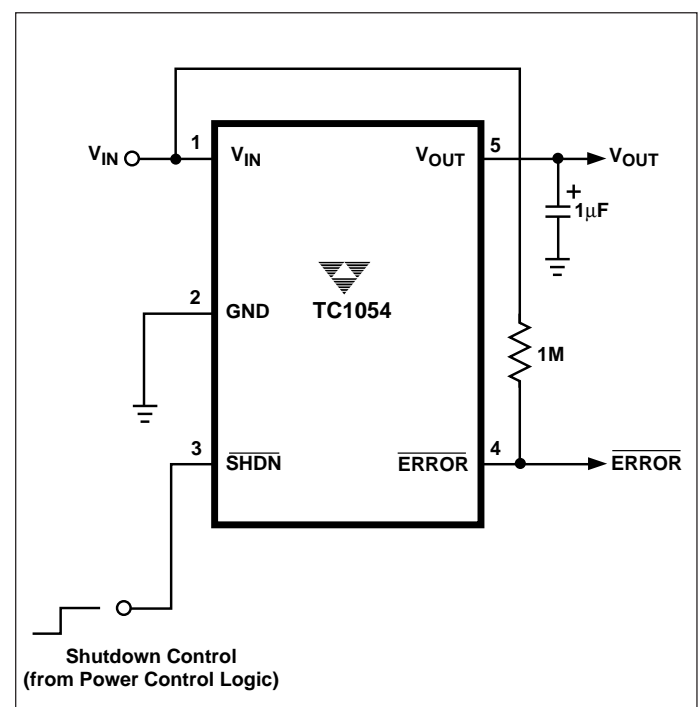 1
5
VIN
VIN
VOUT
VOUT
+
1µF
2
GND
TC1054
1M
3
4
SHDN
ERROR
ERROR
Shutdown Control
(from Power Control Logic)